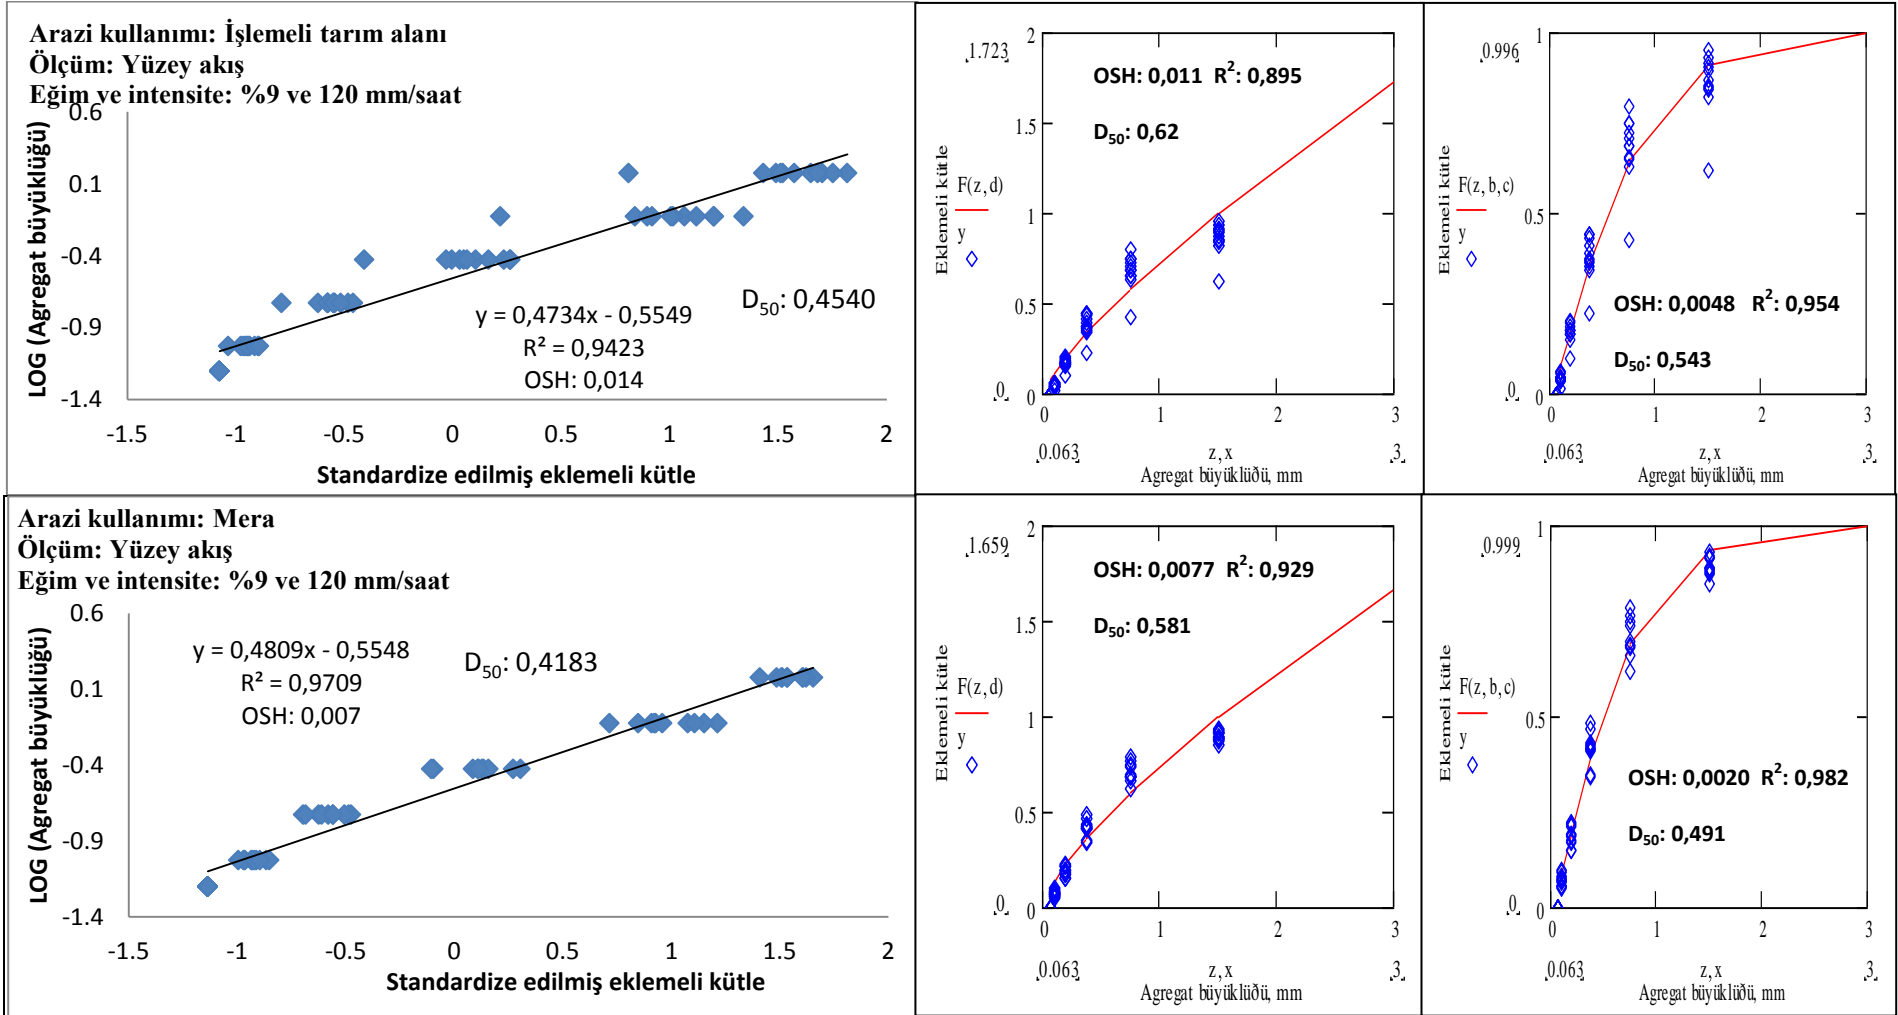 Arazi kullanımı: İşlemeli tarım alanı
Ölçüm: Yüzey akış
Eğim ve intensite: %9 ve 120 mm/saat
0.6
0.1
-0.4
-0.9
-1.4
LOG (Agregat büyüklüğü)
y = 0,4734x - 0,5549
R² = 0,9423
OSH: 0,014
D50: 0,4540
-1.5 -1 -0.5 0 0.5 1 1.5 2
Standardize edilmiş eklemeli kütle
1.723
0
Eklemeli kütle
F(z,d)
y
2
1.5
1
0.5
0
OSH: 0,011 R²: 0,895
D50: 0,62
0 1 2 3
0.063 z,x 3
Agregat büyüklüðü, mm
0.996
0
Eklemeli kütle
F(z,b,c)
y
1
0.5
0
OSH: 0,0048 R²: 0,954
D50: 0,543
0 1 2 3
0.063 z,x 3
Agregat büyüklüðü, mm
Arazi kullanımı: Mera
Ölçüm: Yüzey akış
Eğim ve intensite: %9 ve 120 mm/saat
0.6
0.1
-0.4
-0.9
-1.4
LOG (Agregat büyüklüğü)
y = 0,4809x - 0,5548
R² = 0,9709
OSH: 0,007
D50: 0,4183
-1.5 -1 -0.5 0 0.5 1 1.5 2
Standardize edilmiş eklemeli kütle
1.659
0
Eklemeli kütle
F(z,d)
y
2
1.5
1
0.5
0
OSH: 0,0077 R²: 0,929
D50: 0,581
0 1 2 3
0.063 z,x 3
Agregat büyüklüðü, mm
0.999
0
Eklemeli kütle
F(z,b,c)
y
1
0.5
0
OSH: 0,0020 R²: 0,982
D50: 0,491
0 1 2 3
0.063 z,x 3
Agregat büyüklüðü, mm